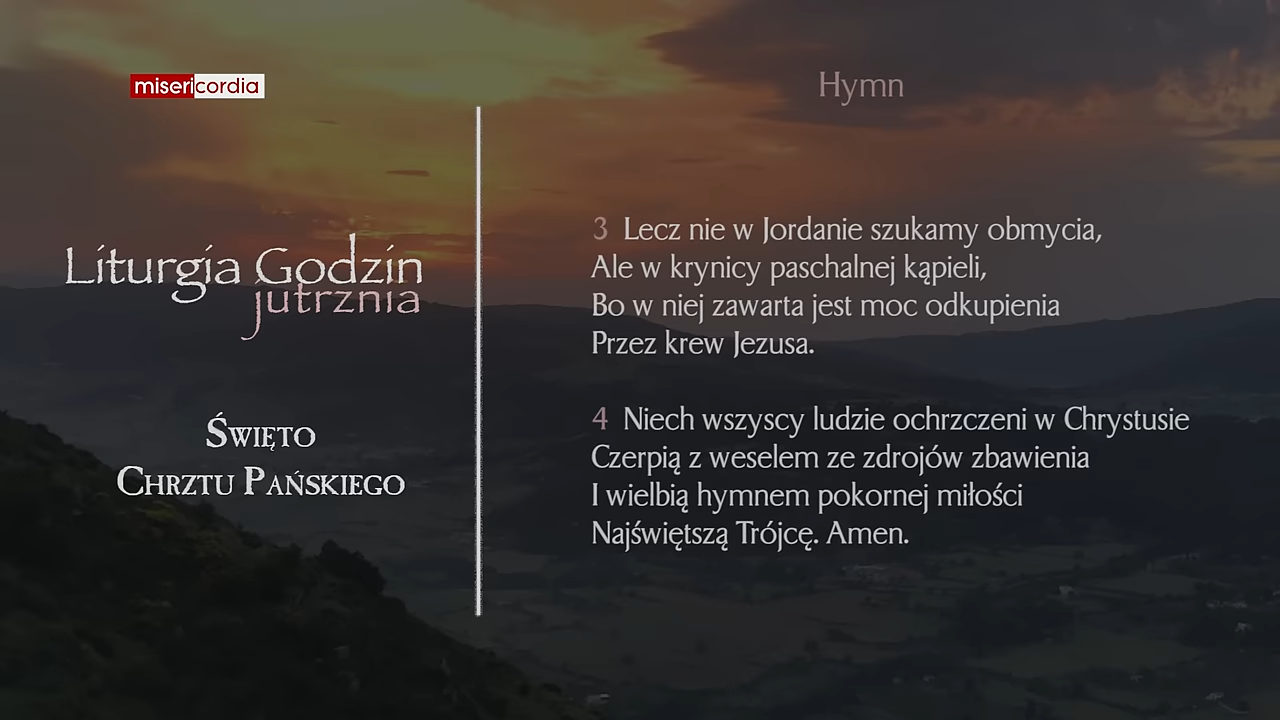 misericordia
Liturgia Godzin
jutrznia
Święto
Chrztu Pańskiego
Hymn
3 Lecz nie w Jordanie szukamy obmycia,
Ale w krynicy paschalnej kąpieli,
Bo w niej zawarta jest moc odkupienia
Przez krew Jezusa.
4 Niech wszyscy ludzie ochrzczeni w Chrystusie
Czerpią z weselem ze zdrojów zbawienia
I wielbią hymnem pokornej miłości
Najświętszą Trójcę. Amen.